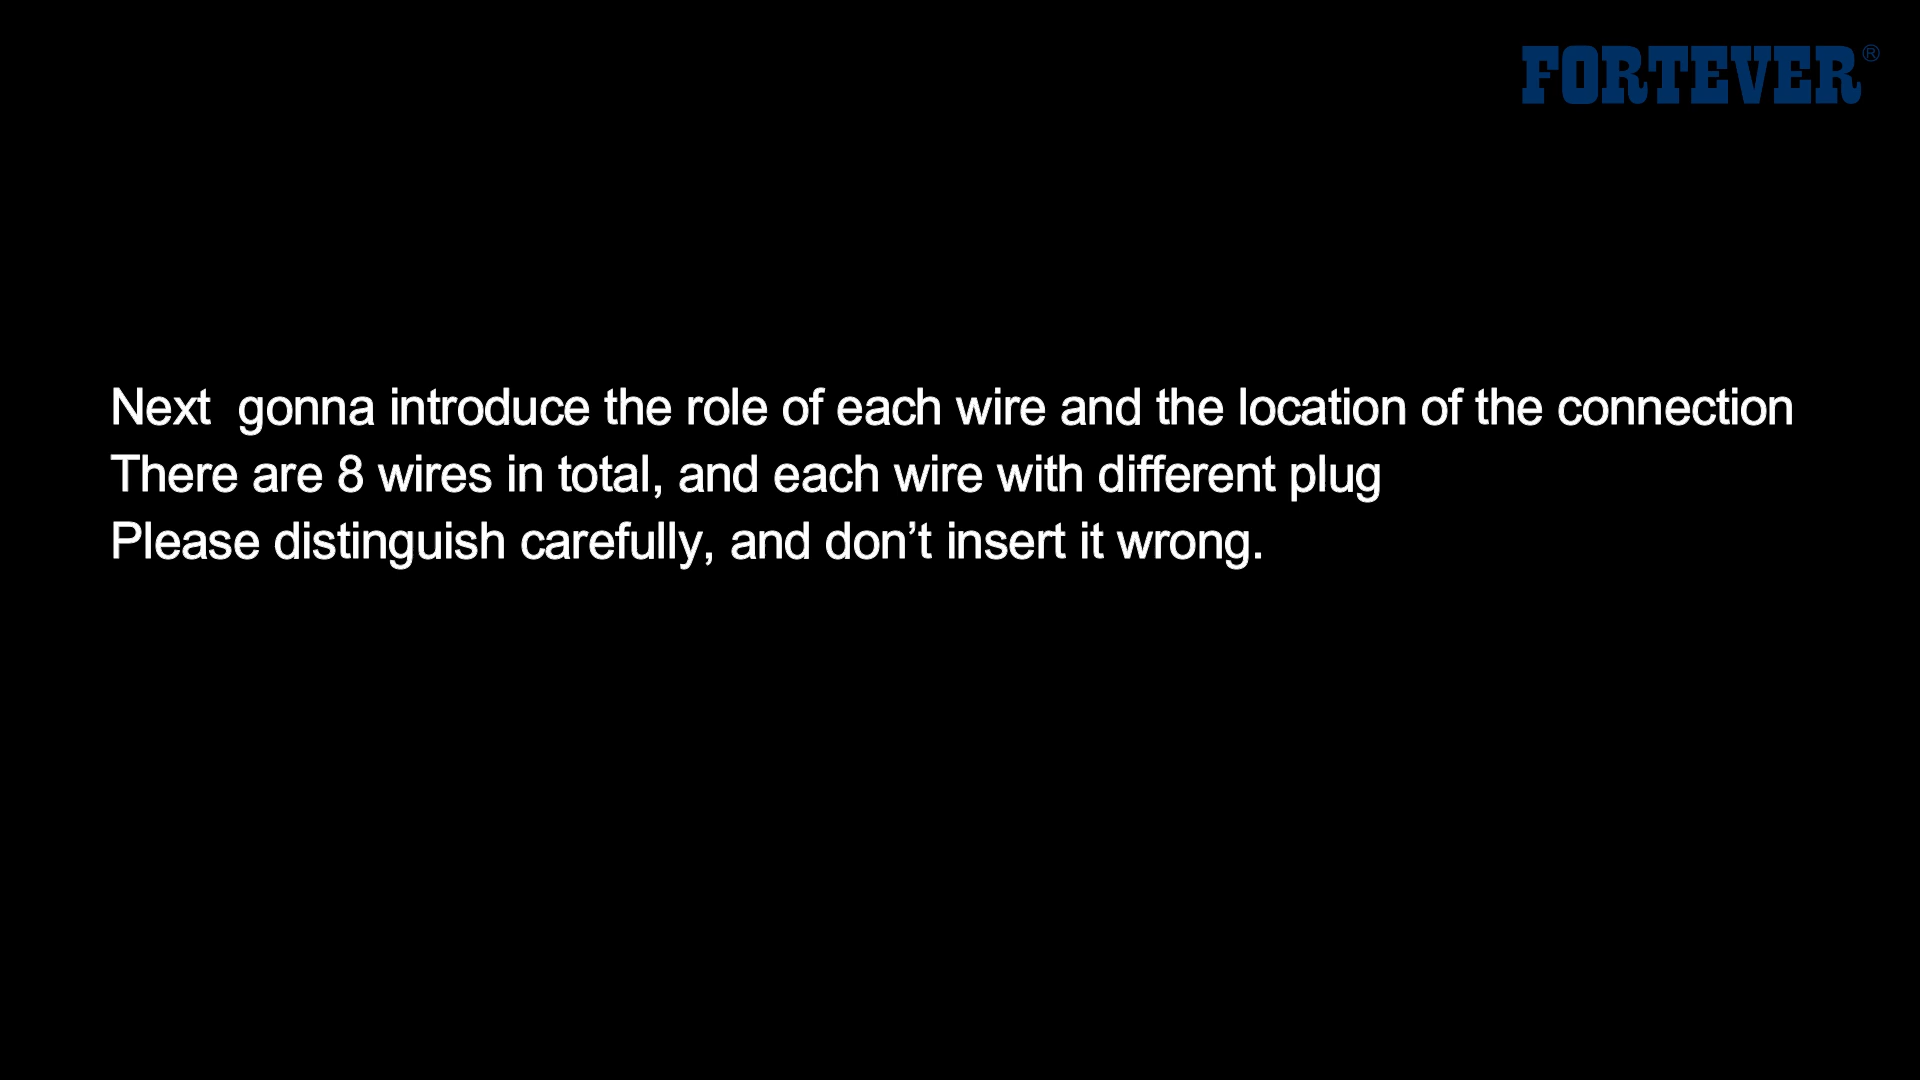 FORTEVER®
Next  gonna introduce the role of each wire and the location of the connection
There are 8 wires in total, and each wire with different plug
Please distinguish carefully, and don’t insert it wrong.